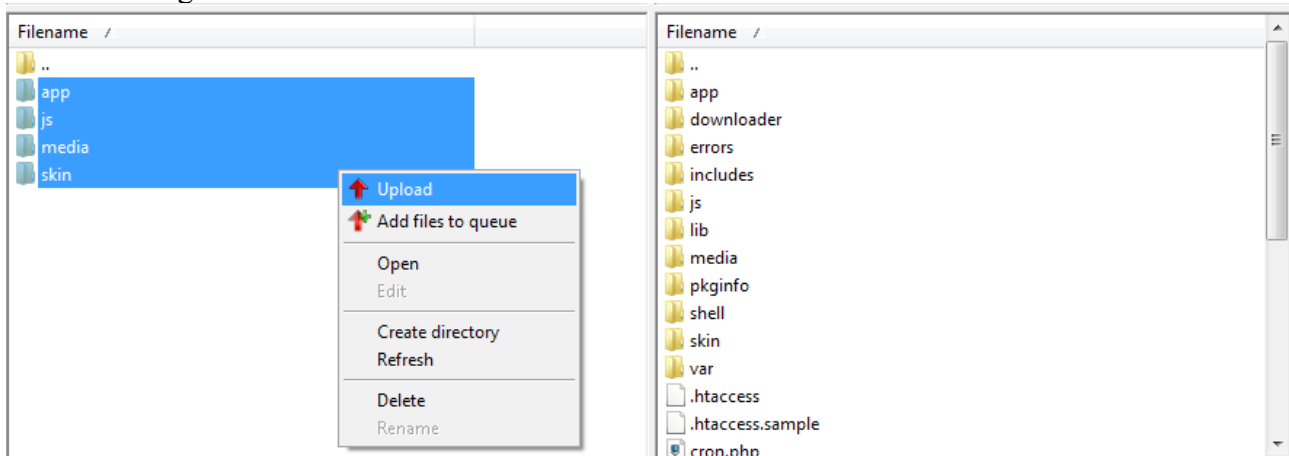 Filename /
..
app
js
media
skin
Upload
Add files to queue
Open
Edit
Create directory
Refresh
Delete
Rename
Filename /
..
app
downloader
errors
includes
js
lib
media
pkginfo
shell
skin
var
.htaccess
.htaccess.sample
cron.php